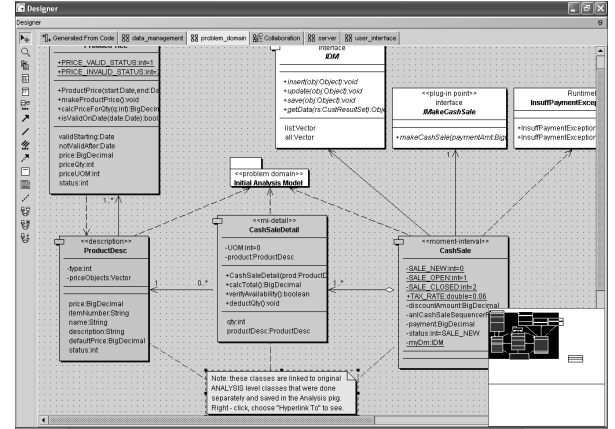 Designer
Designer
Generated From Code
data_management
problem_domain
Collaboration
server
user_interface
+PRICE_VALID_STATUS:int=1
+PRICE_INVALID_STATUS:int=2
+ProductPrice(start:Date,end:Da
+makeProductPrice():void
+calcPriceForQty(q:int):BigDecin
+isValidOnDate(date:Date):bool
validStarting:Date
notValidAfter:Date
price:BigDecimal
priceQty:int
priceUOM:int
status:int
interface
IDM
+insert(obj:Object):void
+update(obj:Object):void
+save(obj:Object):void
+getData(rs:CustResultSet):Obje
list:Vector
all:Vector
<<plug-in point>>
interface
IMakeCashSale
+makeCashSale(paymentAmt:Big
Runtime
InsuffPaymentException
+InsuffPaymentException
+InsuffPaymentException
<<problem domain>>
Initial Analysis Model
1..*
1
<<description>>
ProductDesc
-type:int
-priceObjects:Vector
price:BigDecimal
itemNumber:String
name:String
description:String
defaultPrice:BigDecimal
status:int
1
0..*
<<mi-detail>>
CashSaleDetail
-UOM:int=0
-product:ProductDesc
+CashSaleDetail(prod:ProductD
+calcTotal():BigDecimal
+verifyAvailability():boolean
+deductQty():void
qty:int
productDesc:ProductDesc
1..*
<<moment-interval>>
CashSale
-SALE_NEW:int=0
-SALE_OPEN:int=1
-SALE_CLOSED:int=2
+TAX_RATE:double=0.06
-discountAmount:BigDecimal
-payment:BigDecimal
-status:int=SALE_NEW
-myDm:IDM
Note: these classes are linked to original
ANALYSIS level classes that were done
separately and saved in the Analysis pkg.
Right - click, choose "Hyperlink To" to see.